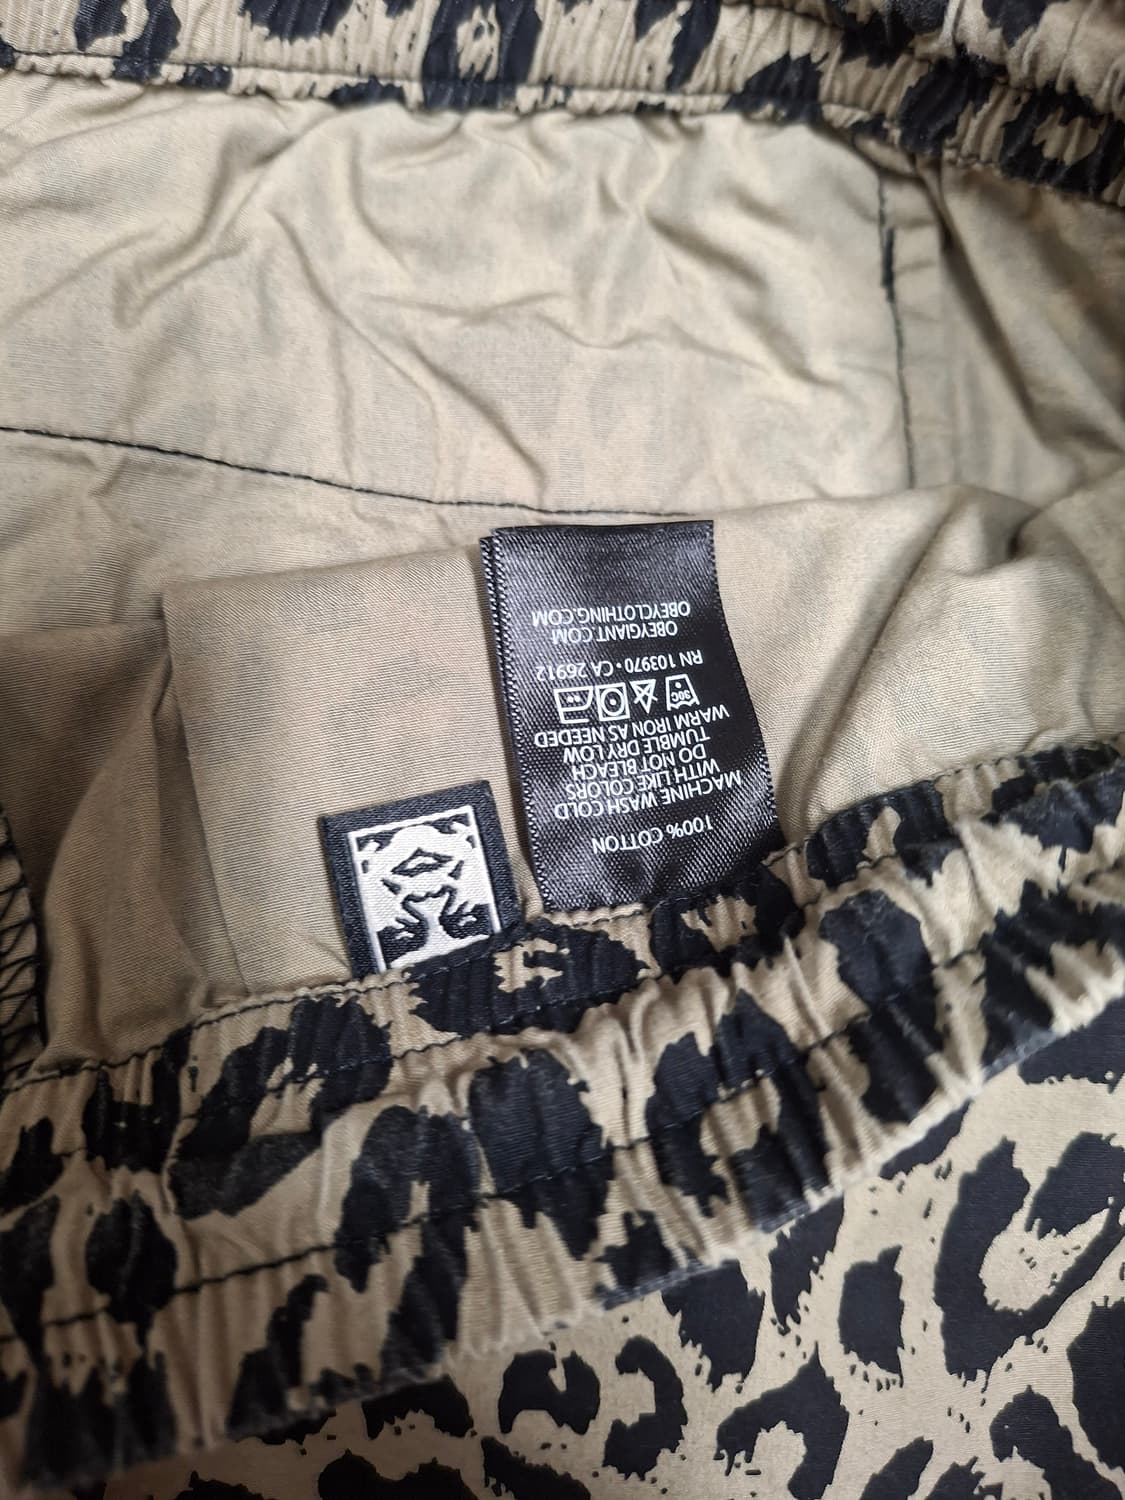 100% COTTON
MACHINE WASH COLD
WITH LIKE COLORS
DO NOT BLEACH
TUMBLE DRY LOW
WARM IRON AS NEEDED
30C
RN 103970 • CA 26912
OBEYGIANT.COM
OBEYCLOTHING.COM